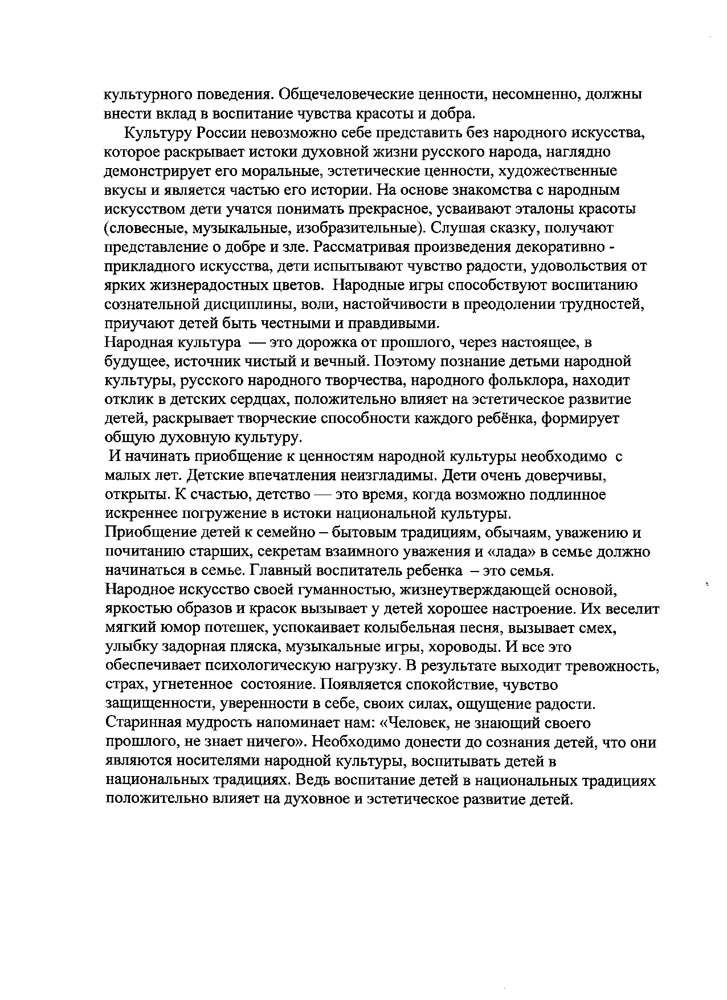 культурного поведения. Общечеловеческие ценности, несомненно, должны
внести вклад в воспитание чувства красоты и добра.
Культуру России невозможно себе представить без народного искусства,
которое раскрывает истоки духовной жизни русского народа, наглядно
демонстрирует его моральные, эстетические ценности, художественные
вкусы и является частью его истории. На основе знакомства с народным
искусством дети учатся понимать прекрасное, усваивают эталоны красоты
(словесные, музыкальные, изобразительные). Слушая сказку, получают
представление о добре и зле. Рассматривая произведения декоративно -
прикладного искусства, дети испытывают чувство радости, удовольствия от
ярких жизнерадостных цветов.  Народные игры способствуют воспитанию
сознательной дисциплины, воли, настойчивости в преодолении трудностей,
приучают детей быть честными и правдивыми.
Народная культура  — это дорожка от прошлого, через настоящее, в
будущее, источник чистый и вечный. Поэтому познание детьми народной
культуры, русского народного творчества, народного фольклора, находит
отклик в детских сердцах, положительно влияет на эстетическое развитие
детей, раскрывает творческие способности каждого ребёнка, формирует
общую духовную культуру.
И начинать приобщение к ценностям народной культуры необходимо  с
малых лет. Детские впечатления неизгладимы. Дети очень доверчивы,
открыты. К счастью, детство — это время, когда возможно подлинное
искреннее погружение в истоки национальной культуры.
Приобщение детей к семейно – бытовым традициям, обычаям, уважению и
почитанию старших, секретам взаимного уважения и «лада» в семье должно
начинаться в семье. Главный воспитатель ребенка  – это семья.
Народное искусство своей гуманностью, жизнеутверждающей основой,
яркостью образов и красок вызывает у детей хорошее настроение. Их веселит
мягкий юмор потешек, успокаивает колыбельная песня, вызывает смех,
улыбку задорная пляска, музыкальные игры, хороводы. И все это
обеспечивает психологическую нагрузку. В результате выходит тревожность,
страх, угнетенное  состояние. Появляется спокойствие, чувство
защищенности, уверенности в себе, своих силах, ощущение радости.
Старинная мудрость напоминает нам: «Человек, не знающий своего
прошлого, не знает ничего». Необходимо донести до сознания детей, что они
являются носителями народной культуры, воспитывать детей в
национальных традициях. Ведь воспитание детей в национальных традициях
положительно влияет на духовное и эстетическое развитие детей.